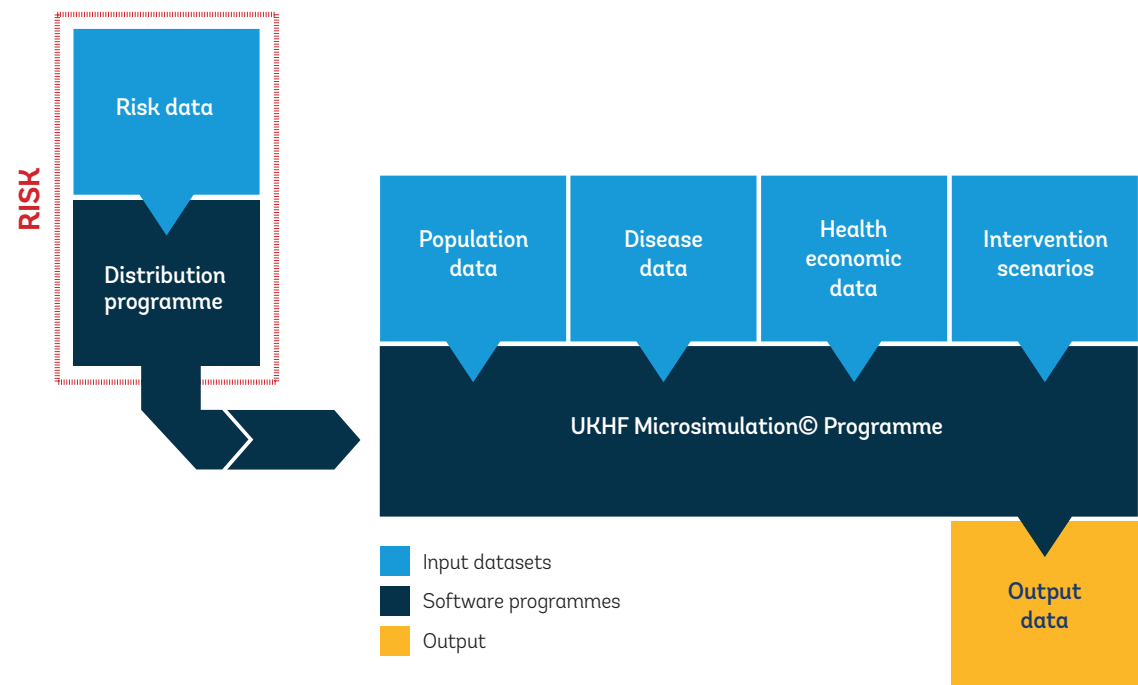 RISK
Risk data
Distribution
programme
Population
data
Disease
data
Health
economic
data
Intervention
scenarios
UKHF Microsimulation© Programme
Input datasets
Software programmes
Output
Output
data